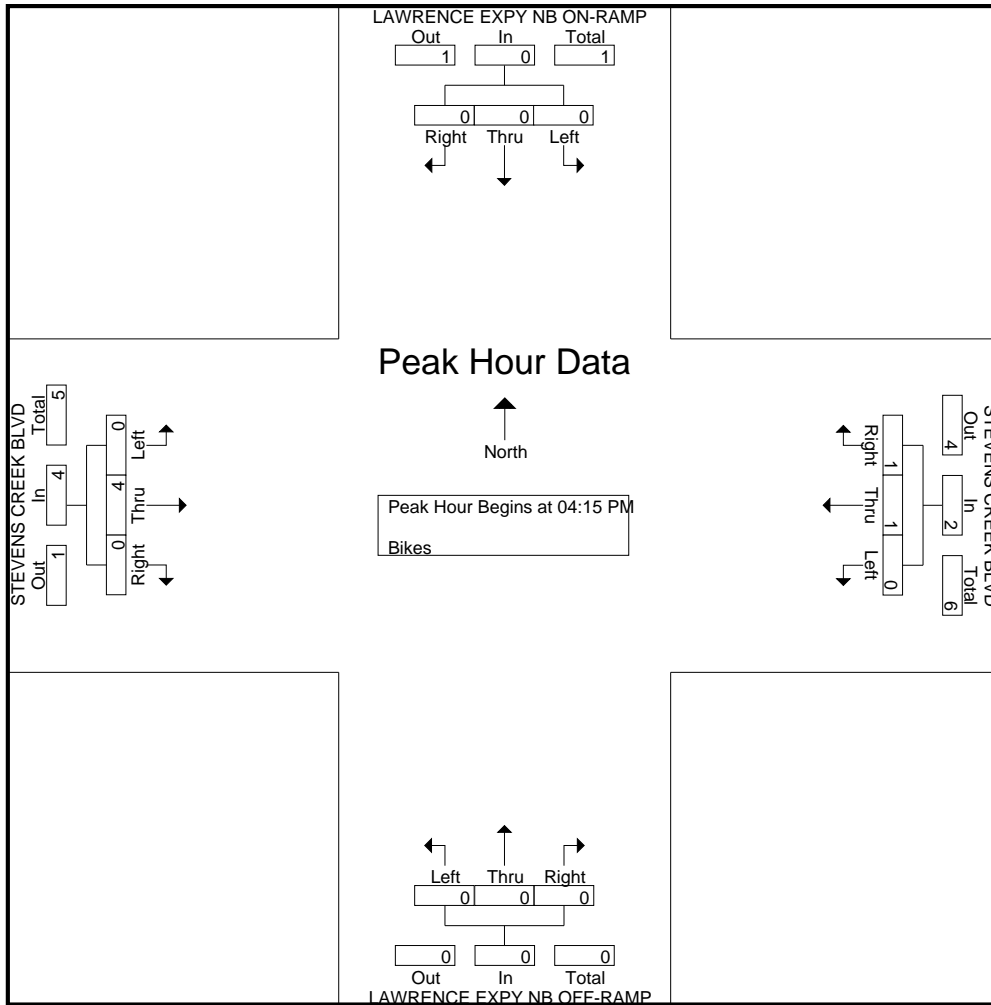 LAWRENCE EXPY NB ON-RAMP
Out In Total
1 0 1
0 0 0
Right Thru Left
Peak Hour Data
North
Peak Hour Begins at 04:15 PM
Bikes
STEVENS CREEK BLVD
Out In Total
1 4 5
0 4 0
Right Thru Left
STEVENS CREEK BLVD
Out In Total
4 2 6
1 1 0
Right Thru Left
Left Thru Right
0 0 0
0 0 0
Out In Total
LAWRENCE EXPY NB OFF-RAMP